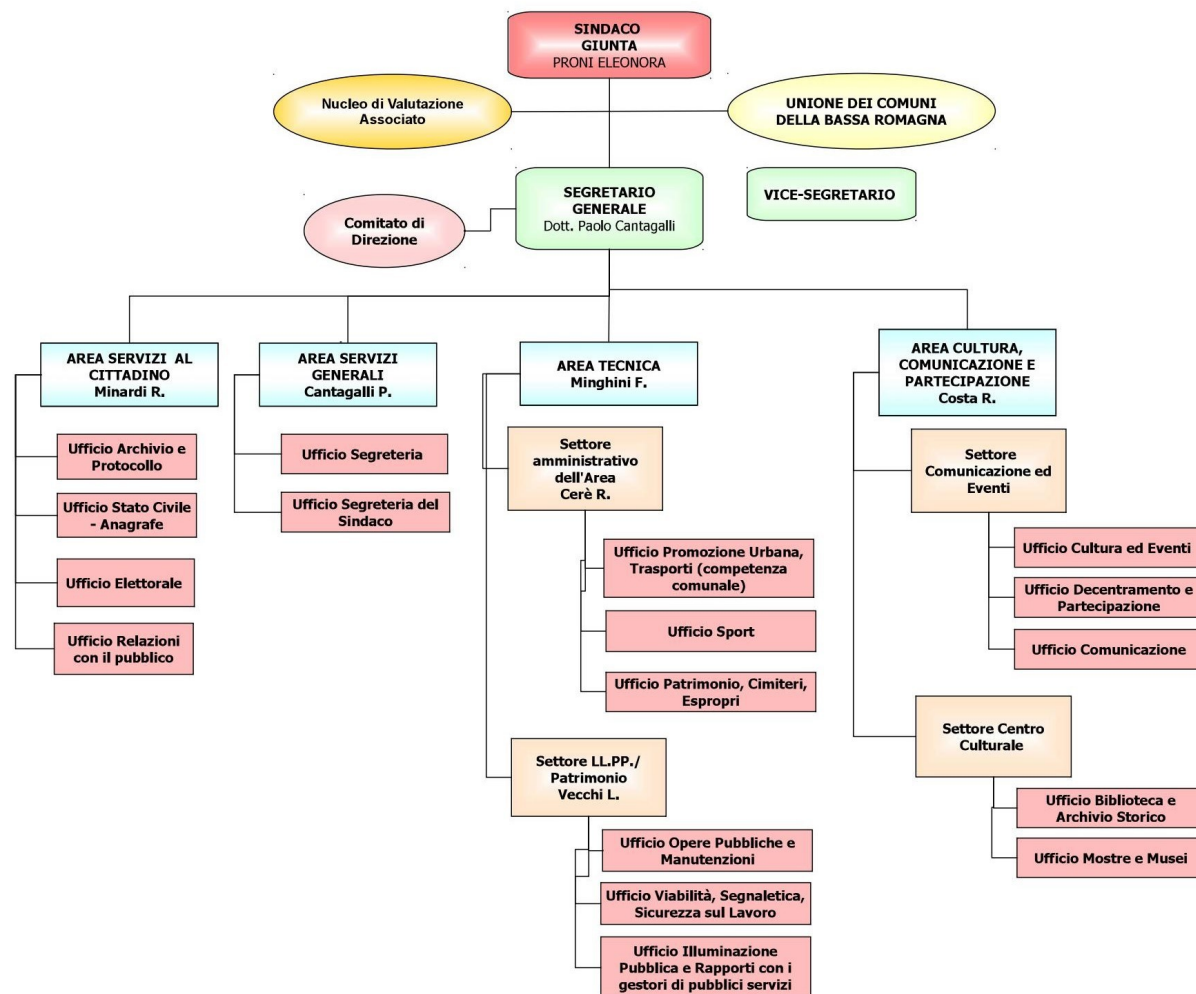 SINDACO
GIUNTA
PRONI ELEONORA
Nucleo di Valutazione
Associato
UNIONE DEI COMUNI
DELLA BASSA ROMAGNA
SEGRETARIO
GENERALE
Dott. Paolo Cantagalli
VICE-SEGRETARIO
Comitato di
Direzione
AREA SERVIZI AL
CITTADINO
Minardi R.
Ufficio Archivio e
Protocollo
Ufficio Stato Civile
- Anagrafe
Ufficio Elettorale
Ufficio Relazioni
con il pubblico
AREA SERVIZI
GENERALI
Cantagalli P.
Ufficio Segreteria
Ufficio Segreteria del
Sindaco
AREA TECNICA
Minghini F.
Settore
amministrativo
dell'Area
Cerè R.
Ufficio Promozione Urbana,
Trasporti (competenza
comunale)
Ufficio Sport
Ufficio Patrimonio, Cimiteri,
Espropri
Settore LL.PP./
Patrimonio
Vecchi L.
Ufficio Opere Pubbliche e
Manutenzioni
Ufficio Viabilità, Segnaletica,
Sicurezza sul Lavoro
Ufficio Illuminazione
Pubblica e Rapporti con i
gestori di pubblici servizi
AREA CULTURA,
COMUNICAZIONE E
PARTECIPAZIONE
Costa R.
Settore
Comunicazione ed
Eventi
Ufficio Cultura ed Eventi
Ufficio Decentramento e
Partecipazione
Ufficio Comunicazione
Settore Centro
Culturale
Ufficio Biblioteca e
Archivio Storico
Ufficio Mostre e Musei